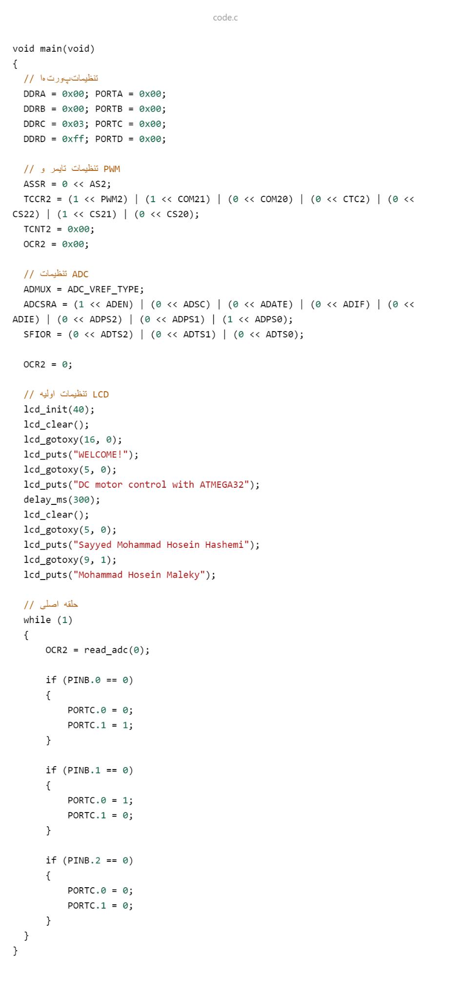 code.c
void main(void)
{
// تنظیمات پورت ها
DDRA = 0x00; PORTA = 0x00;
DDRB = 0x00; PORTB = 0x00;
DDRC = 0x03; PORTC = 0x00;
DDRD = 0xff; PORTD = 0x00;
// تنظیمات تایمر و PWM
ASSR = 0 << AS2;
TCCR2 = (1 << PWM2) | (1 << COM21) | (0 << COM20) | (0 << CTC2) | (0 <<
CS22) | (1 << CS21) | (0 << CS20);
TCNT2 = 0x00;
OCR2 = 0x00;
// تنظیمات ADC
ADMUX = ADC_VREF_TYPE;
ADCSRA = (1 << ADEN) | (0 << ADSC) | (0 << ADATE) | (0 << ADIF) | (0 <<
ADIE) | (0 << ADPS2) | (0 << ADPS1) | (1 << ADPS0);
SFIOR = (0 << ADTS2) | (0 << ADTS1) | (0 << ADTS0);
OCR2 = 0;
// تنظیمات اولیه LCD
lcd_init(40);
lcd_clear();
lcd_gotoxy(16, 0);
lcd_puts("WELCOME!");
lcd_gotoxy(5, 0);
lcd_puts("DC motor control with ATMEGA32");
delay_ms(300);
lcd_clear();
lcd_gotoxy(5, 0);
lcd_puts("Sayyed Mohammad Hosein Hashemi");
lcd_gotoxy(9, 1);
lcd_puts("Mohammad Hosein Maleky");
// حلقه اصلی
while (1)
{
OCR2 = read_adc(0);
if (PINB.0 == 0)
{
PORTC.0 = 0;
PORTC.1 = 1;
}
if (PINB.1 == 0)
{
PORTC.0 = 1;
PORTC.1 = 0;
}
if (PINB.2 == 0)
{
PORTC.0 = 0;
PORTC.1 = 0;
}
}
}